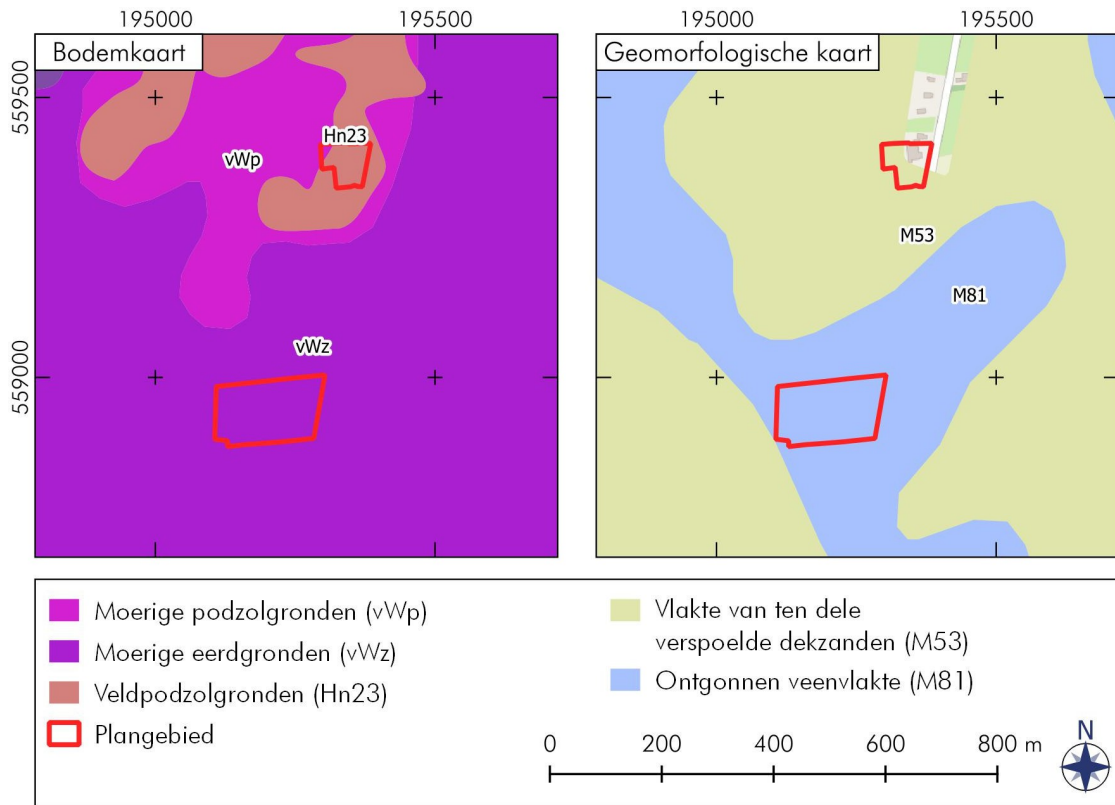 195000
195500
195000
195500
Bodemkaart
Geomorfologische kaart
559500
559000
Hn23
vWp
vWz
M53
M81
Moerige podzolgronden (vWp)
Moerige eerdgronden (vWz)
Veldpodzolgronden (Hn23)
Plangebied
Vlakte van ten dele
verspoelde dekzanden (M53)
Ontgonnen veenvlakte (M81)
0 200 400 600 800 m
N